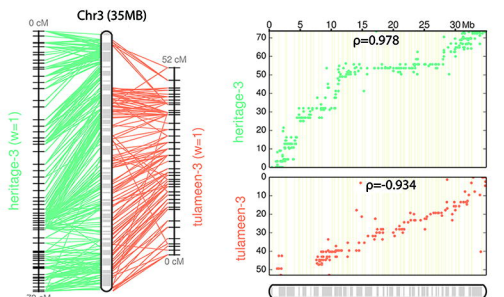 Chr3 (35MB)
0 cM
52 cM
heritage-3 (w=1)
tulameen-3 (w=1)
0 cM
0 5 10 15 20 25 30 Mb
ρ=0.978
heritage-3
70
60
50
40
30
20
10
0
ρ=-0.934
tulameen-3
0
10
20
30
40
50